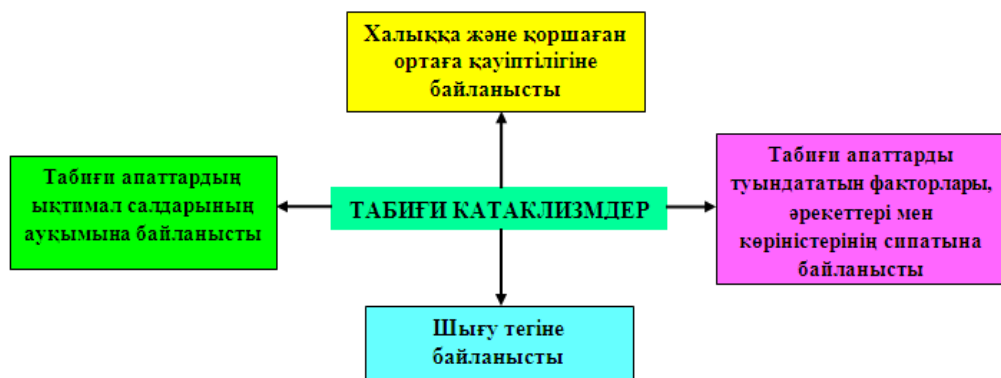 Халыққа және қоршаған
ортаға қауіптілігіне
байланысты
Табиғи апаттардың
ықтимал салдарының
ауқымына байланысты
ТАБИҒИ КАТАКЛИЗМДЕР
Табиғи апаттарды
туындататын факторлары,
әрекеттері мен
көріністерінің сипатына
байланысты
Шығу тегіне
байланысты